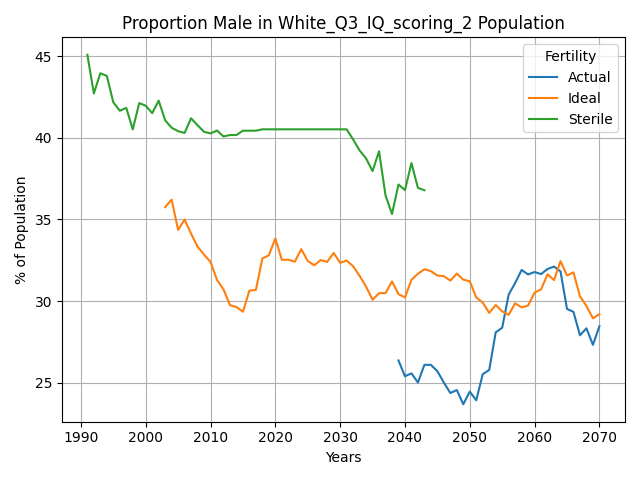 Proportion Male in White_Q3_IQ_scoring_2 Population
% of Population
45
40
35
30
25
Fertility
Actual
Ideal
Sterile
1990 2000 2010 2020 2030 2040 2050 2060 2070
Years